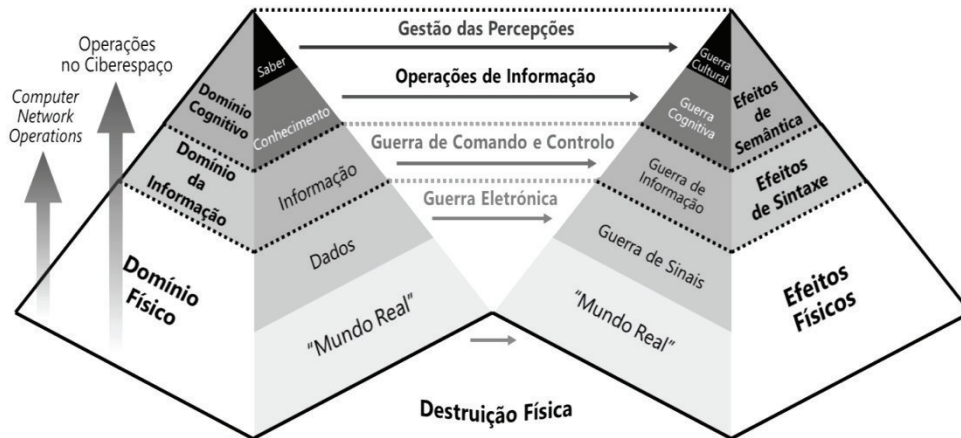 Gestão das Percepções
Operações
no Ciberespaço
Computer
Network
Operations
Saber
Guerra
Cultural
Operações de Informação
Domínio
Cognitivo
Conhecimento
Guerra
Cognitiva
Efeitos
de
Semântica
Guerra de Comando e Controlo
Domínio
da
Informação
Informação
Guerra de
Informação
Efeitos
de Sintaxe
Guerra Eletrónica
Dados
Guerra de Sinais
Domínio
Físico
Efeitos
Físicos
"Mundo Real"
"Mundo Real"
Destruição Física